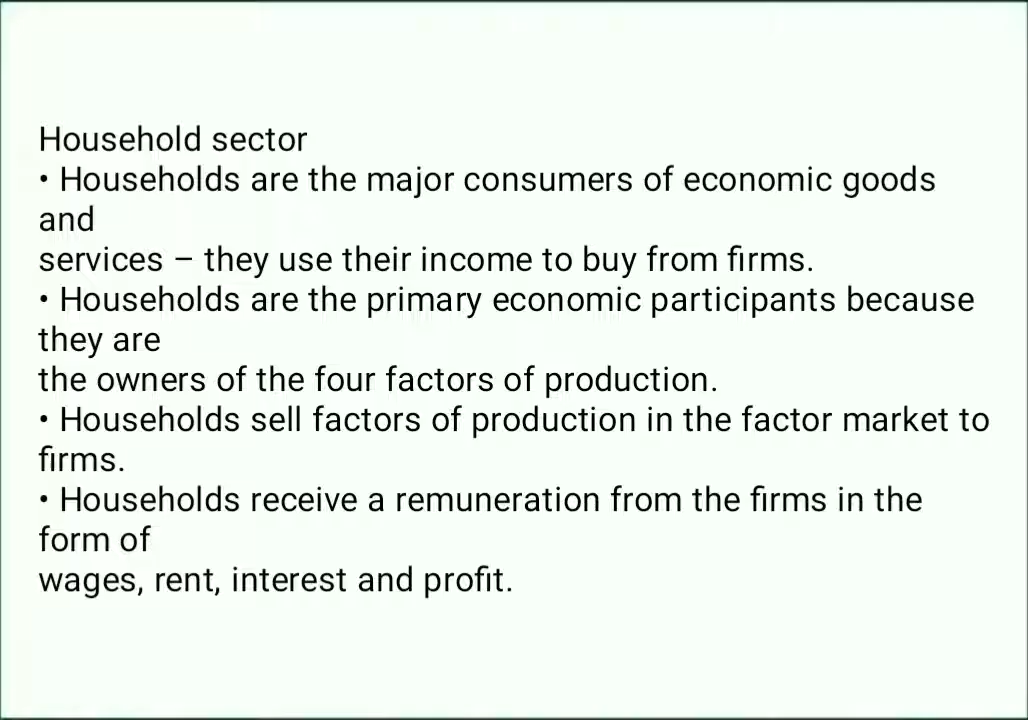 Household sector
• Households are the major consumers of economic goods
and
services – they use their income to buy from firms.
• Households are the primary economic participants because
they are
the owners of the four factors of production.
• Households sell factors of production in the factor market to
firms.
• Households receive a remuneration from the firms in the
form of
wages, rent, interest and profit.